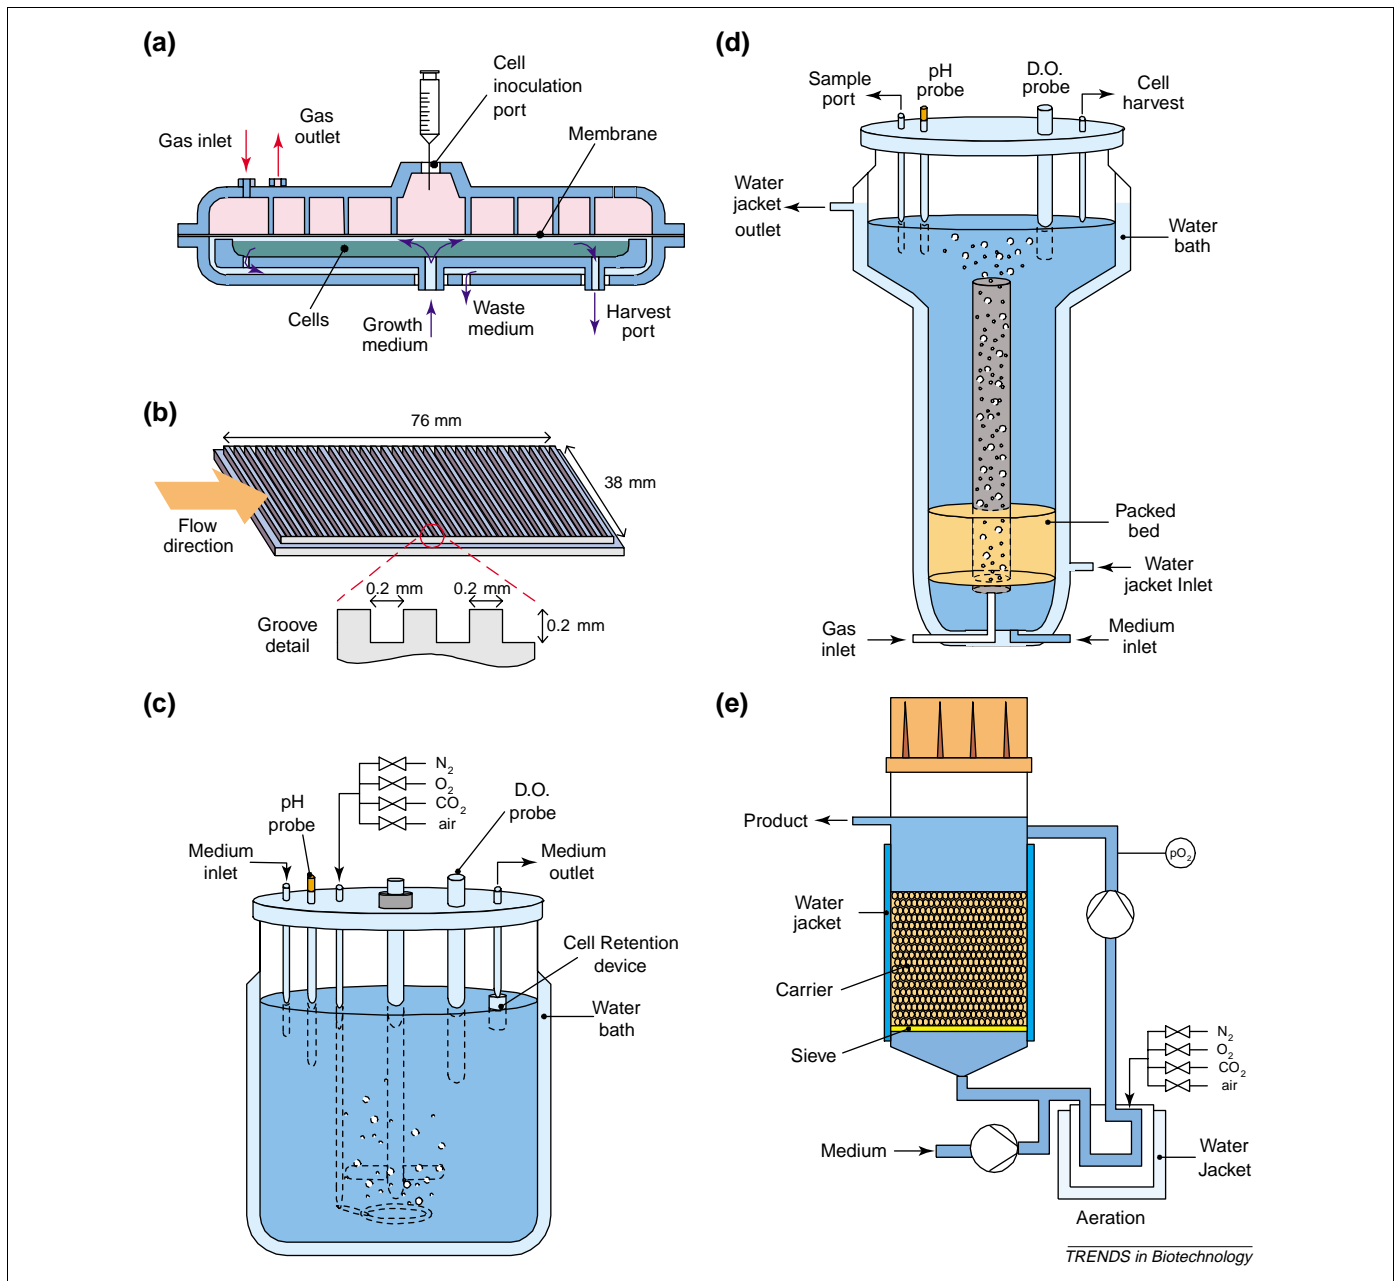 (a)
Cell
inoculation
port
Gas
outlet
Gas inlet
Membrane
Cells
Growth
medium
Waste
medium
Harvest
port
(b)
76 mm
38 mm
Flow
direction
0.2 mm
0.2 mm
0.2 mm
Groove
detail
(c)
N2
O2
CO2
air
pH
probe
D.O.
probe
Medium
inlet
Medium
outlet
Cell Retention
device
Water
bath
(d)
Sample
port
pH
probe
D.O.
probe
Cell
harvest
Water
jacket
outlet
Water
bath
Packed
bed
Water
jacket Inlet
Gas
inlet
Medium
inlet
(e)
Product
pO2
Water
jacket
Carrier
Sieve
N2
O2
CO2
air
Medium
Water
Jacket
Aeration
TRENDS in Biotechnology